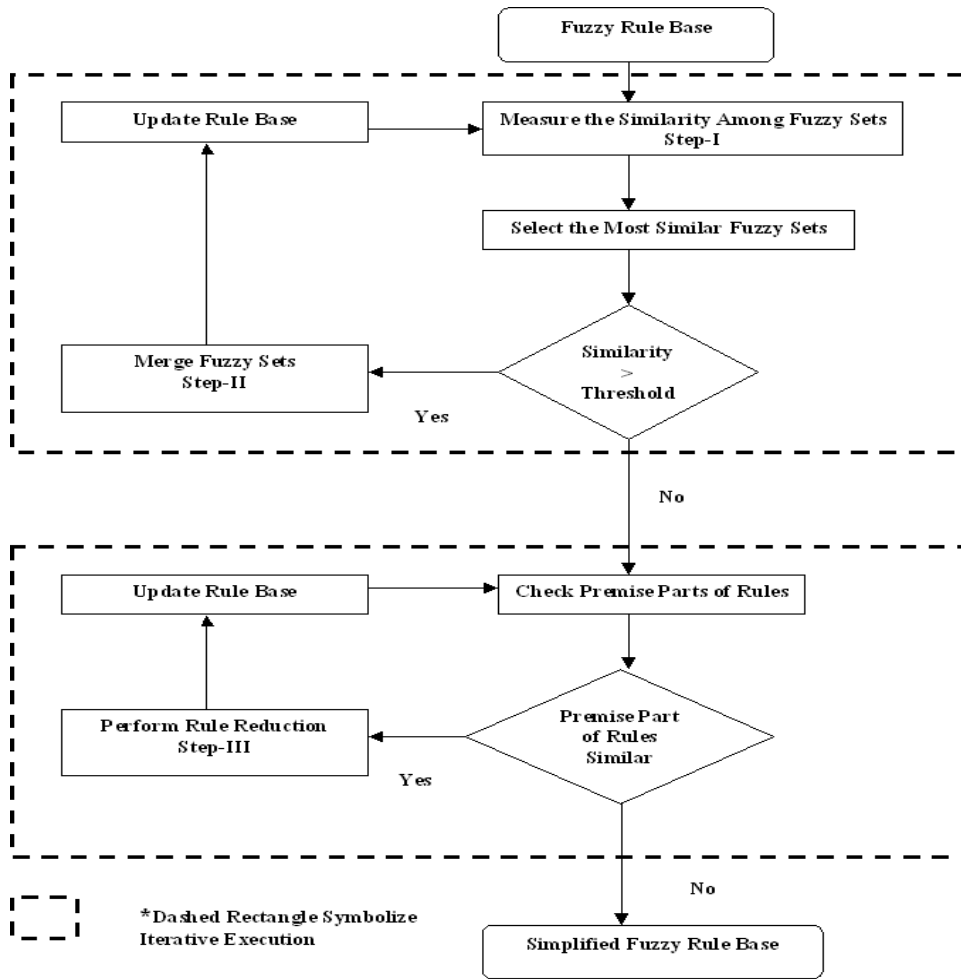 Fuzzy Rule Base
Update Rule Base
Measure the Similarity Among Fuzzy Sets
Step-I
Select the Most Similar Fuzzy Sets
Merge Fuzzy Sets
Step-II
Similarity
>
Threshold
Yes
No
Update Rule Base
Check Premise Parts of Rules
Perform Rule Reduction
Step-III
Premise Part
of Rules
Similar
Yes
No
*Dashed Rectangle Symbolize
Iterative Execution
Simplified Fuzzy Rule Base